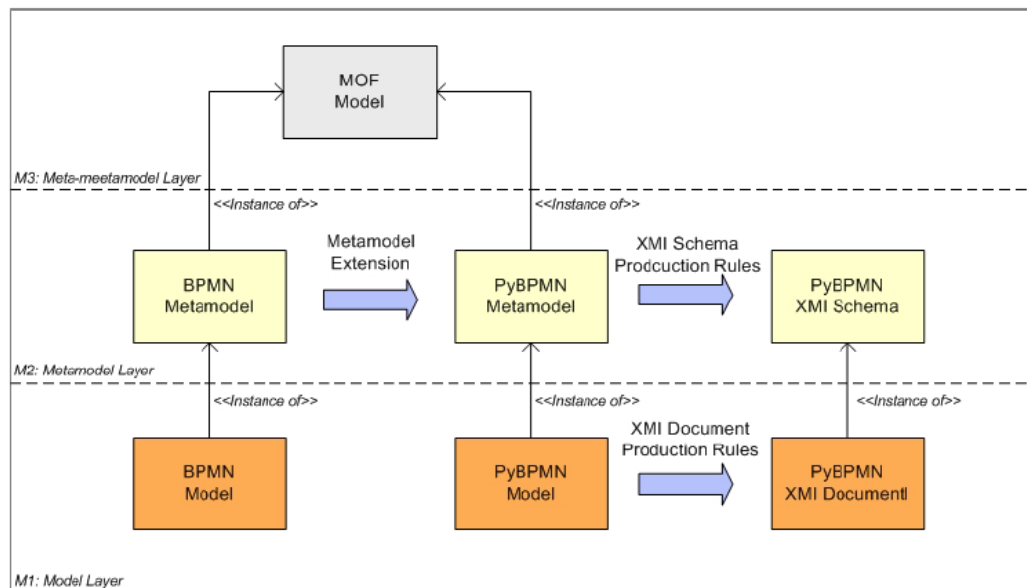 MOF
Model
M3: Meta-meetamodel Layer
<<Instance of>>
<<Instance of>>
Metamodel
Extension
XMI Schema
Prodcuction Rules
BPMN
Metamodel
PyBPMN
Metamodel
PyBPMN
XMI Schema
M2: Metamodel Layer
<<Instance of>>
<<Instance of>>
<<Instance of>>
XMI Document
Production Rules
BPMN
Model
PyBPMN
Model
PyBPMN
XMI Documentl
M1: Model Layer